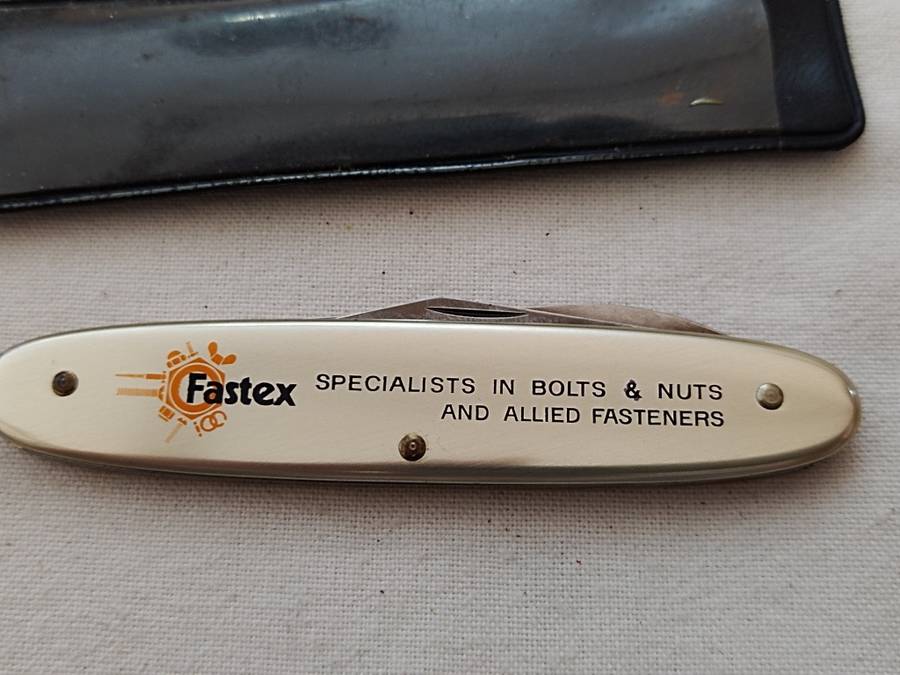 Fastex
SPECIALISTS IN BOLTS & NUTS
AND ALLIED FASTENERS